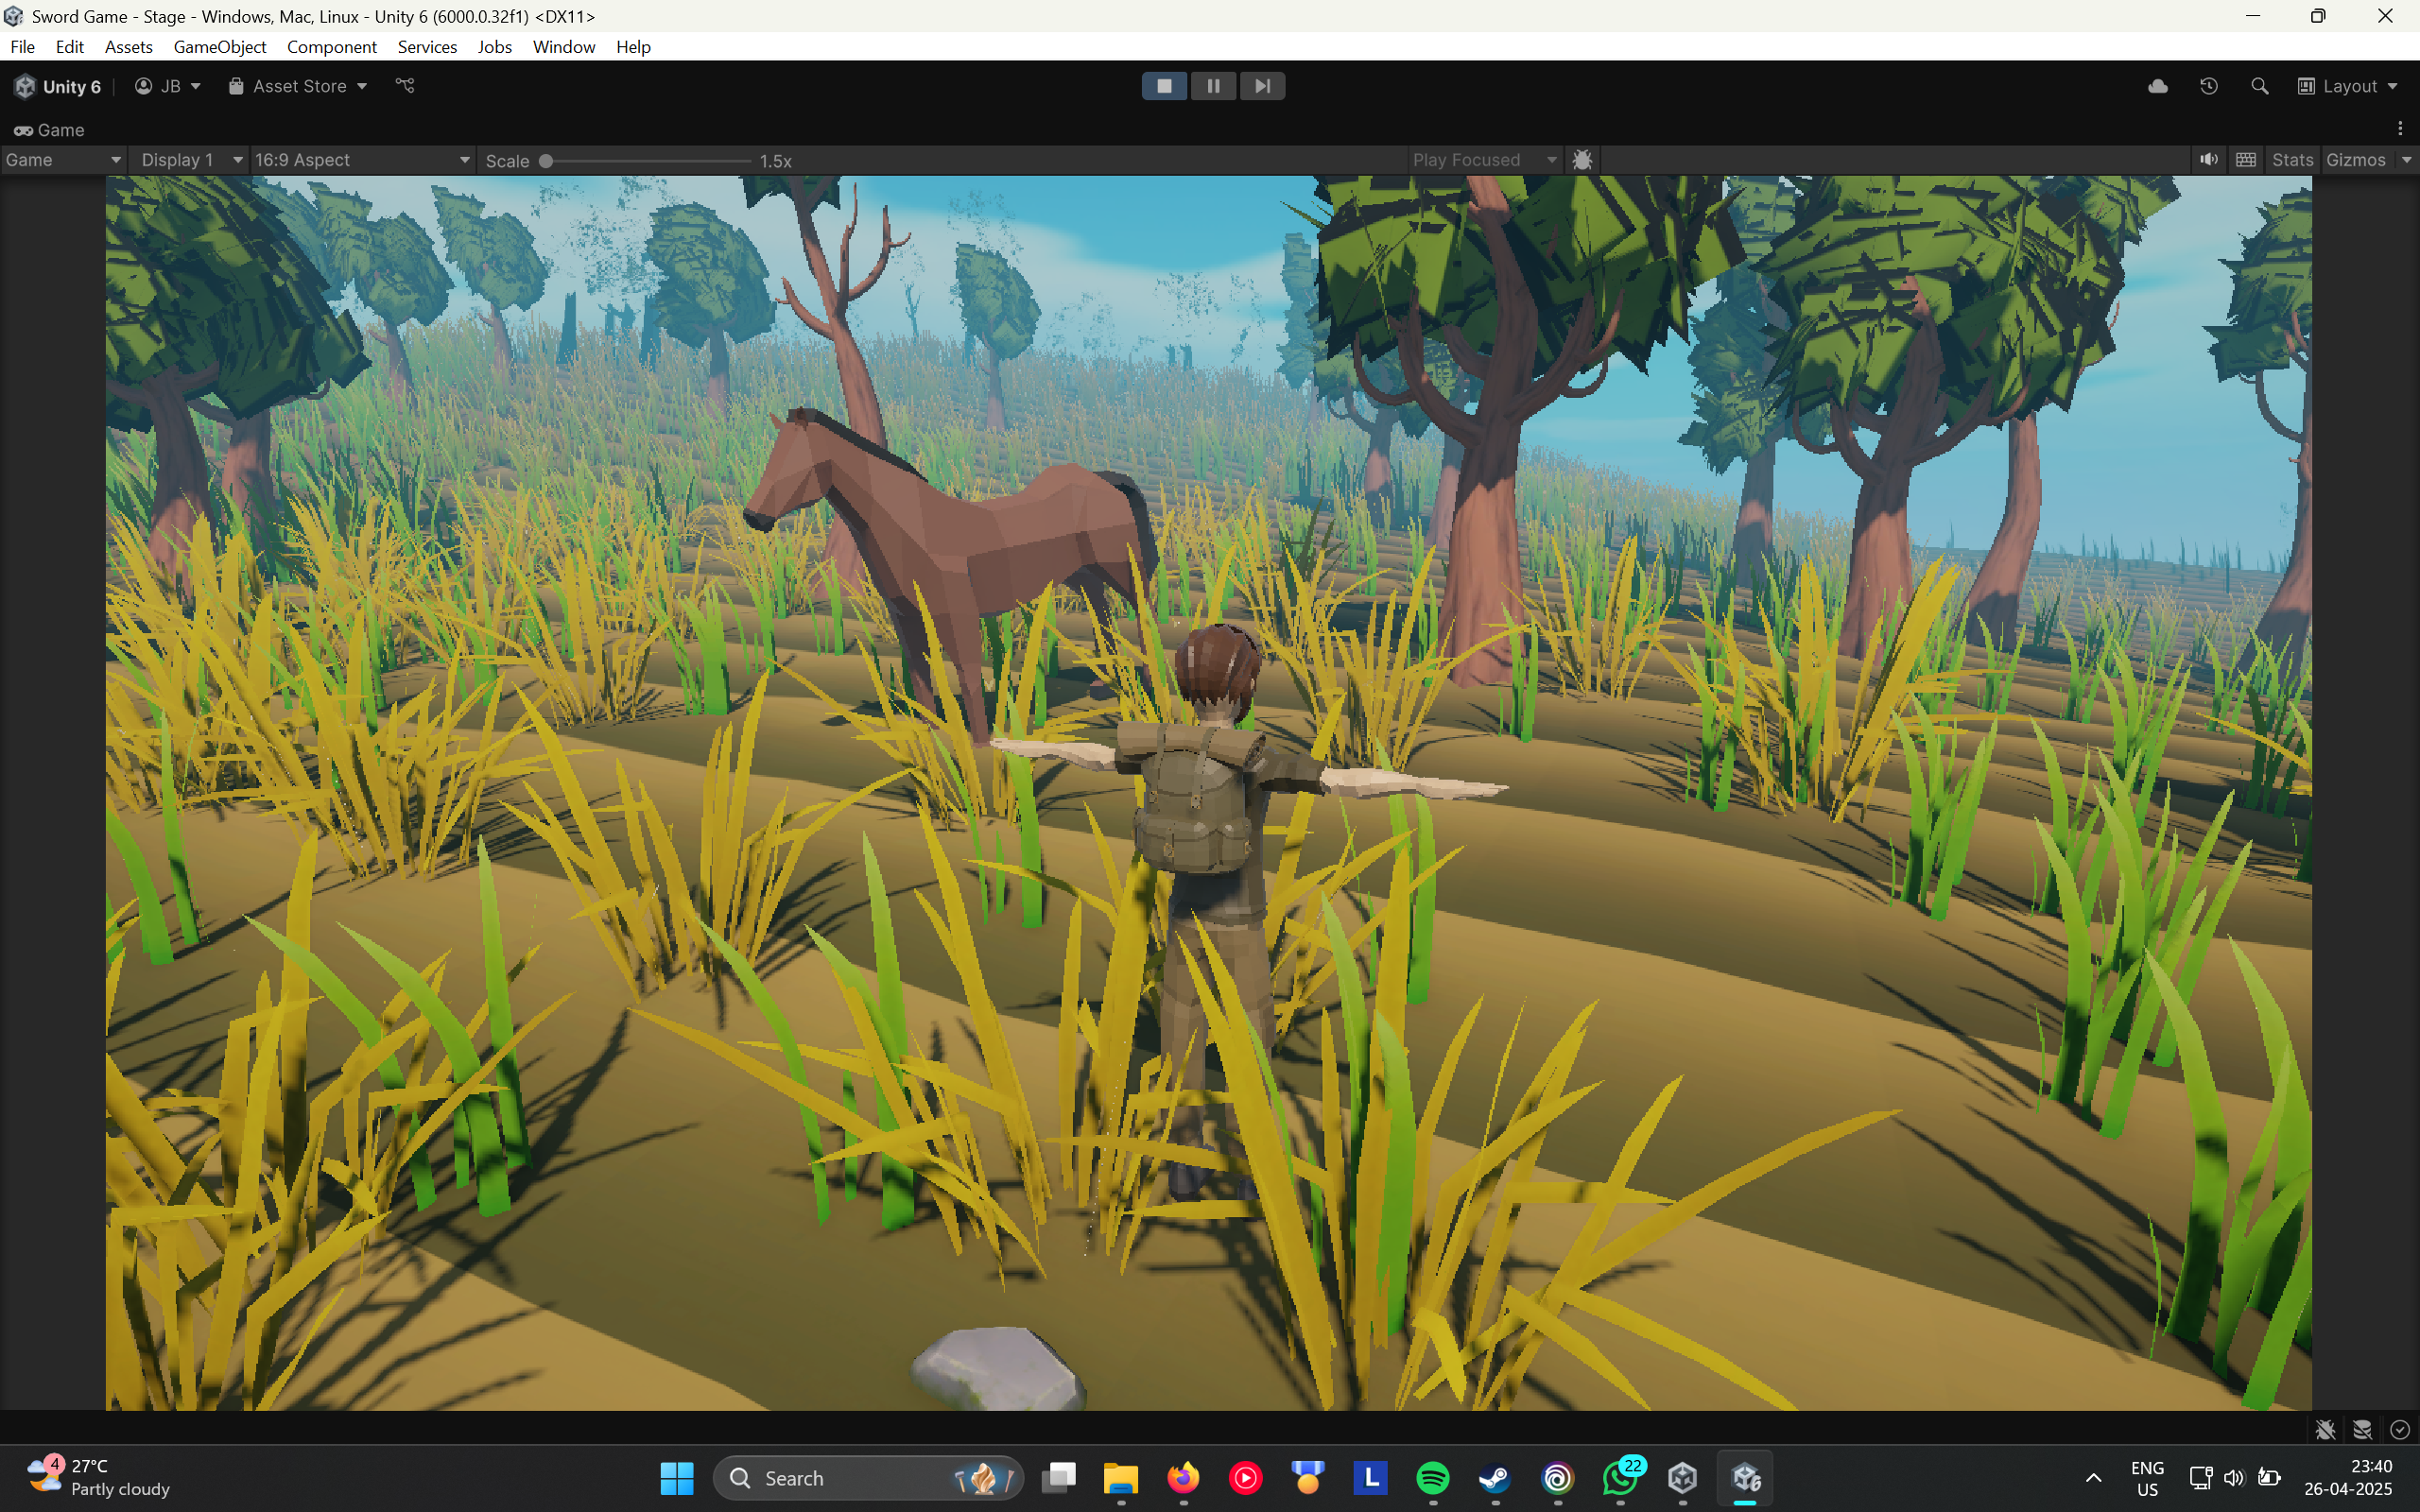 Sword Game - Stage - Windows, Mac, Linux - Unity 6 (6000.0.32f1) <DX11>
File Edit Assets GameObject Component Services Jobs Window Help
Unity 6 JB Asset Store Layout
Game
Game Display 1 16:9 Aspect Scale 1.5x Play Focused Stats Gizmos
4 27°C
Partly cloudy
Search
L
22
6
ENG
US
23:40
26-04-2025